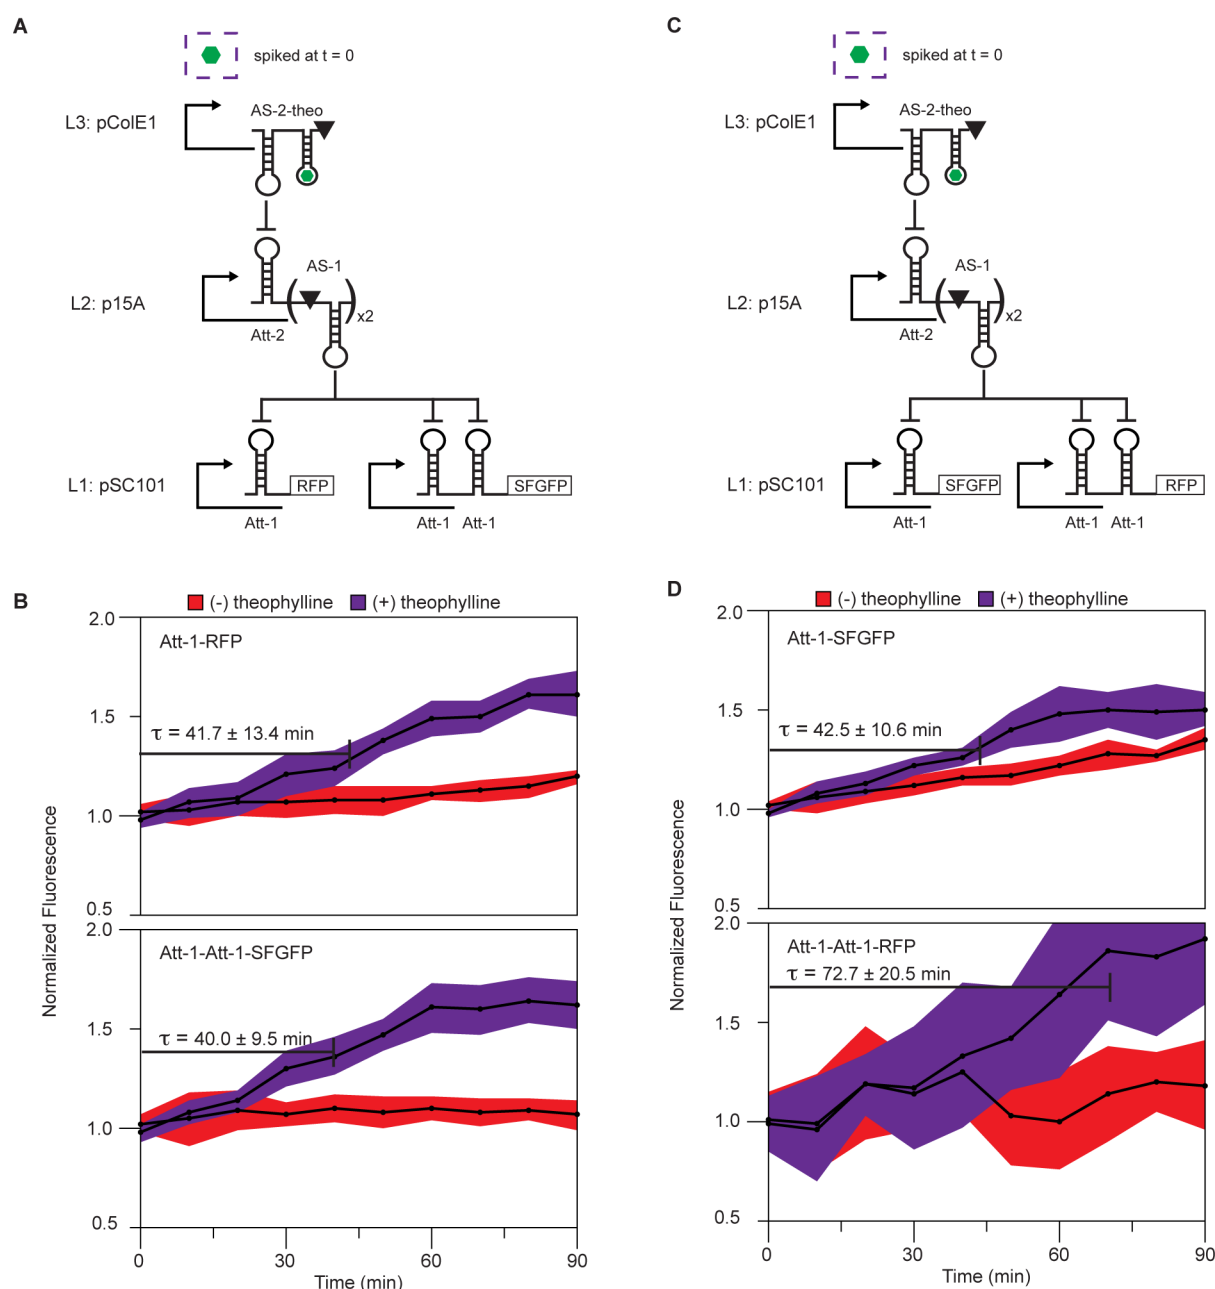 A
spiked at t = 0
L3: pColE1
AS-2-theo
L2: p15A
AS-1
Att-2
x2
L1: pSC101
RFP
SFGFP
Att-1
Att-1 Att-1
B
(-) theophylline (+) theophylline
Normalized Fluorescence
2.0
1.5
1.0
0.5
Att-1-RFP
τ = 41.7 ± 13.4 min
2.0
1.5
1.0
0.5
Att-1-Att-1-SFGFP
τ = 40.0 ± 9.5 min
0 30 60 90
Time (min)
C
spiked at t = 0
L3: pColE1
AS-2-theo
L2: p15A
AS-1
Att-2
x2
L1: pSC101
SFGFP
RFP
Att-1
Att-1 Att-1
D
(-) theophylline (+) theophylline
Normalized Fluorescence
2.0
1.5
1.0
0.5
Att-1-SFGFP
τ = 42.5 ± 10.6 min
2.0
1.5
1.0
0.5
Att-1-Att-1-RFP
τ = 72.7 ± 20.5 min
0 30 60 90
Time (min)